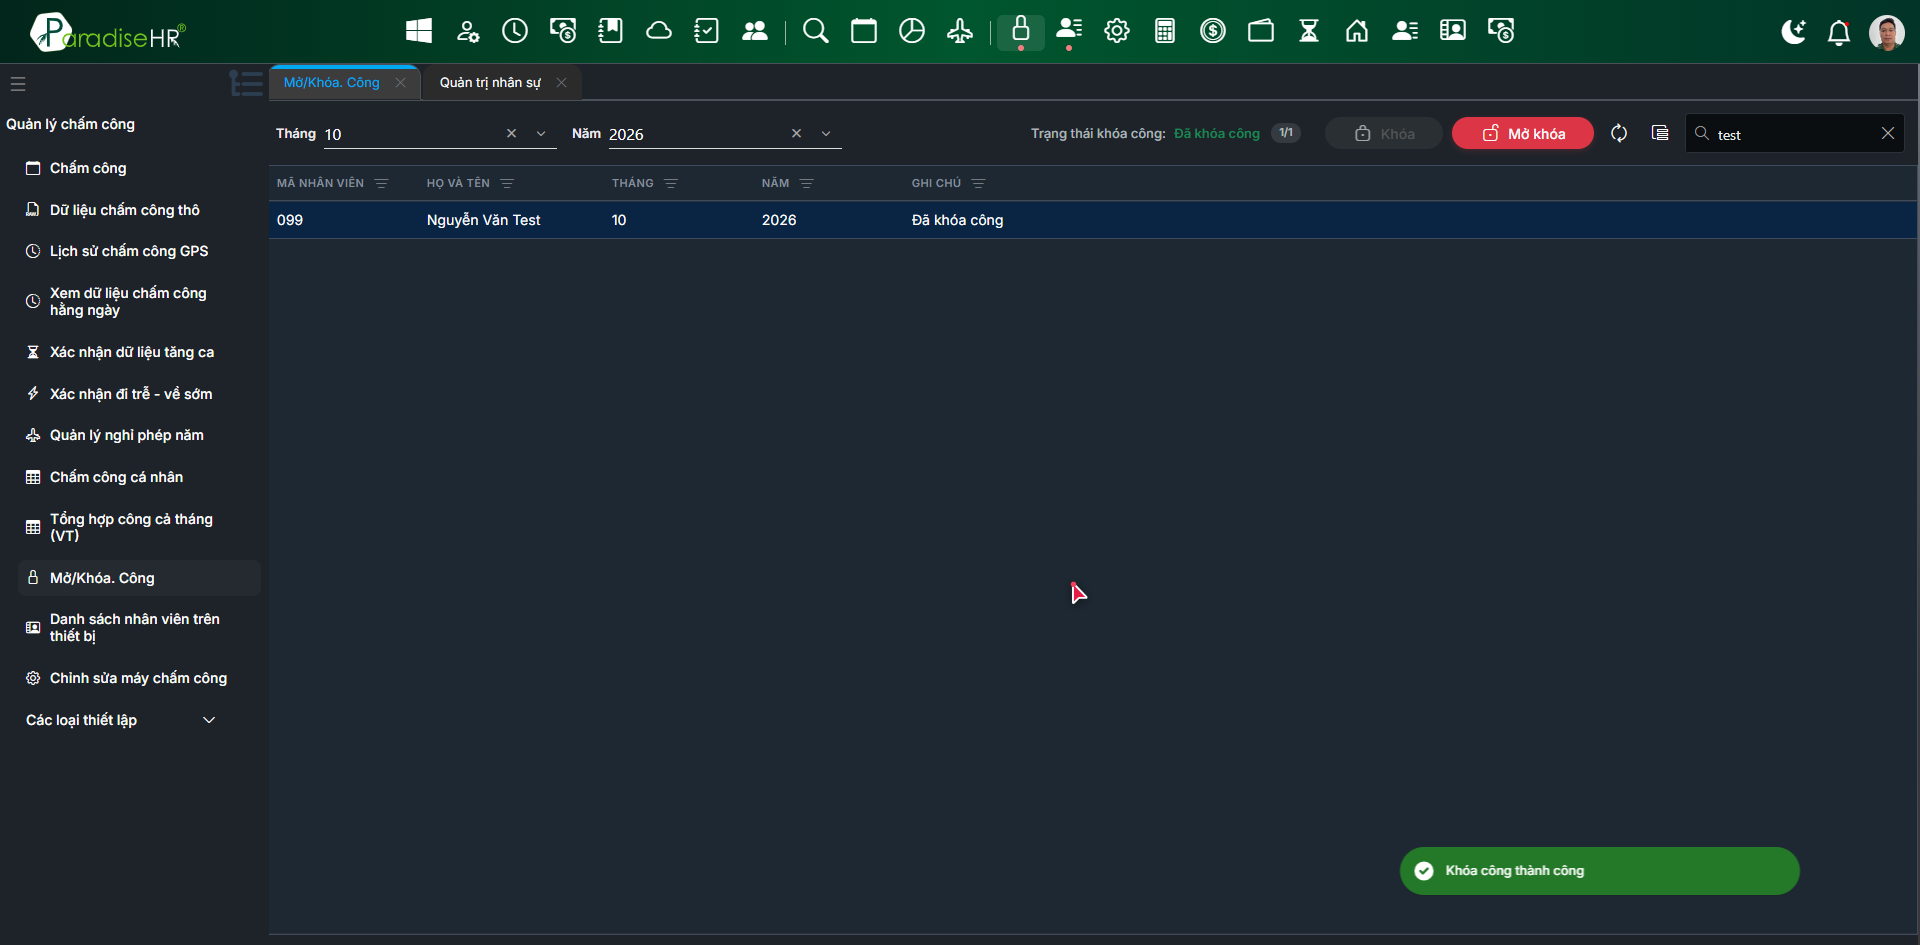 ParadiseHR®
Mở/Khóa. Công
Quản trị nhân sự
Quản lý chấm công
Chấm công
Dữ liệu chấm công thô
Lịch sử chấm công GPS
Xem dữ liệu chấm công
hằng ngày
Xác nhận dữ liệu tăng ca
Xác nhận đi trễ - về sớm
Quản lý nghỉ phép năm
Chấm công cá nhân
Tổng hợp công cả tháng
(VT)
Mở/Khóa. Công
Danh sách nhân viên trên
thiết bị
Chỉnh sửa máy chấm công
Các loại thiết lập
Tháng 10 Năm 2026 Trạng thái khóa công: Đã khóa công 1/1 Khóa Mở khóa test
MÃ NHÂN VIÊN HỌ VÀ TÊN THÁNG NĂM GHI CHÚ
099 Nguyễn Văn Test 10 2026 Đã khóa công
Khóa công thành công